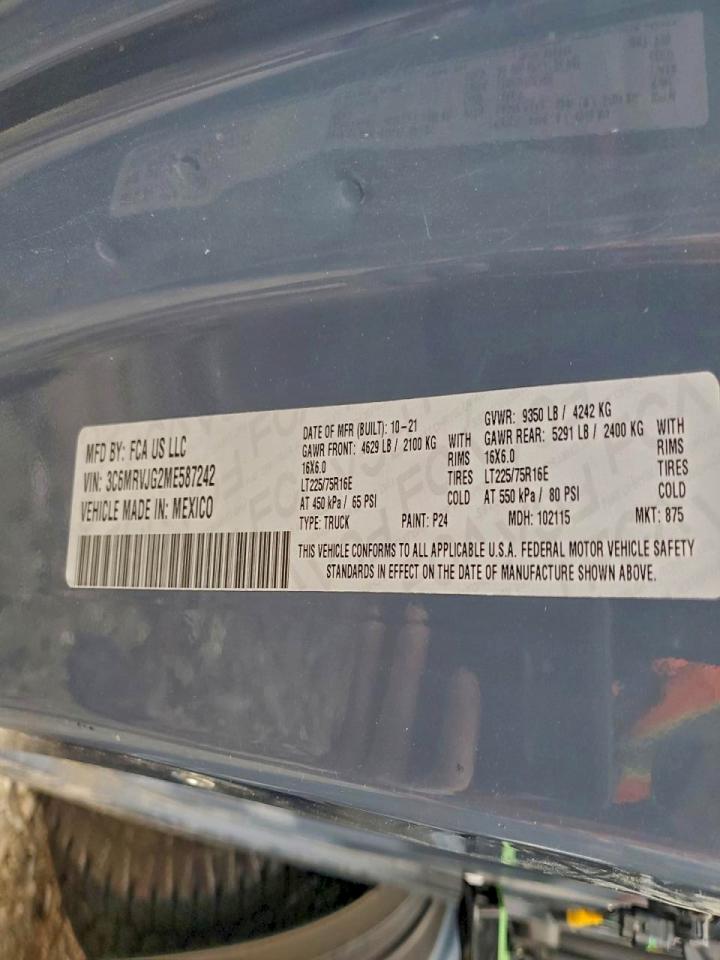 MFD BY: FCA US LLC
VIN: 3C6MRVJG2ME587242
VEHICLE MADE IN: MEXICO
DATE OF MFR (BUILT): 10-21
GAWR FRONT: 4629 LB / 2100 KG WITH
16X6.0 RIMS
LT225/75R16E TIRES
AT 450 kPa / 65 PSI COLD
GVWR: 9350 LB / 4242 KG
GAWR REAR: 5291 LB / 2400 KG WITH
16X6.0 RIMS
LT225/75R16E TIRES
AT 550 kPa / 80 PSI COLD
TYPE: TRUCK PAINT: P24 MDH: 102115 MKT: 875
THIS VEHICLE CONFORMS TO ALL APPLICABLE U.S.A. FEDERAL MOTOR VEHICLE SAFETY
STANDARDS IN EFFECT ON THE DATE OF MANUFACTURE SHOWN ABOVE.